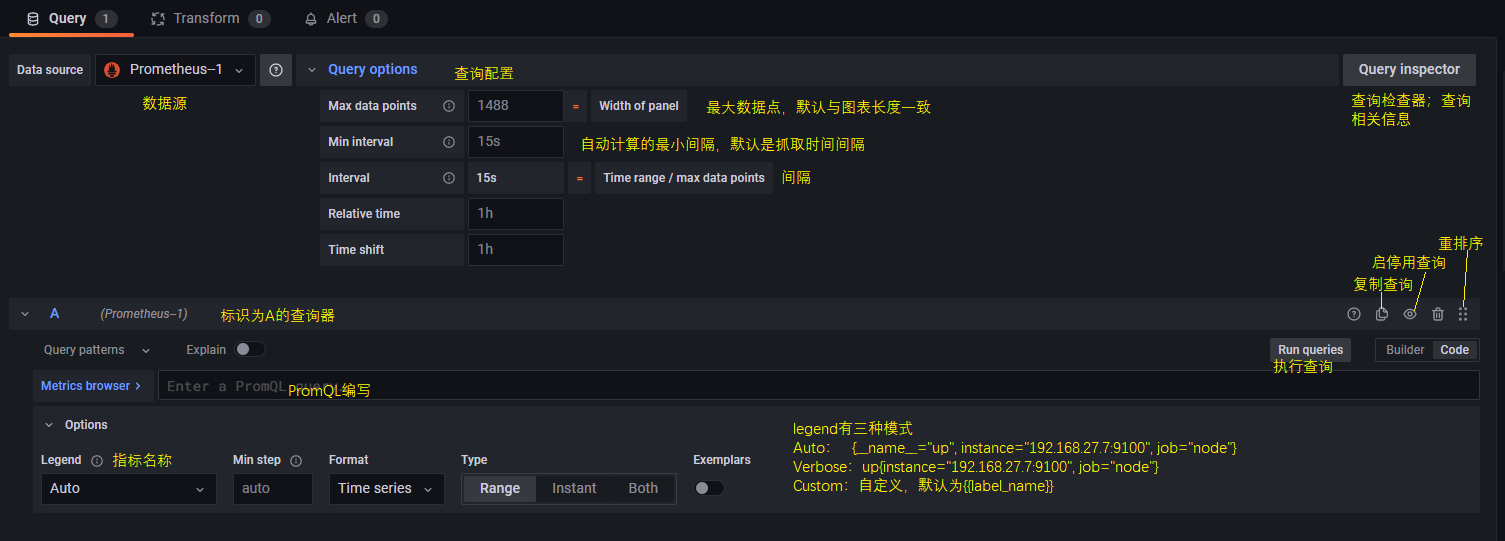 Query 1 Transform 0 Alert 0
Data source Prometheus--1 Query options 查询配置 Query inspector
数据源
查询检查器；查询
相关信息
Max data points 1488 = Width of panel 最大数据点，默认与图表长度一致
Min interval 15s 自动计算的最小间隔，默认是抓取时间间隔
Interval 15s = Time range / max data points 间隔
Relative time 1h
Time shift 1h
重排序
启停用查询
复制查询
A (Prometheus--1) 标识为A的查询器
Query patterns Explain Run queries Builder Code
执行查询
Metrics browser > Enter a PromQL query…
PromQL编写
Options
legend有三种模式
Auto： {__name__="up", instance="192.168.27.7:9100", job="node"}
Verbose：up{instance="192.168.27.7:9100", job="node"}
Custom：自定义，默认为{{label_name}}
Legend 指标名称 Min step Format Type Exemplars
Auto auto Time series Range Instant Both